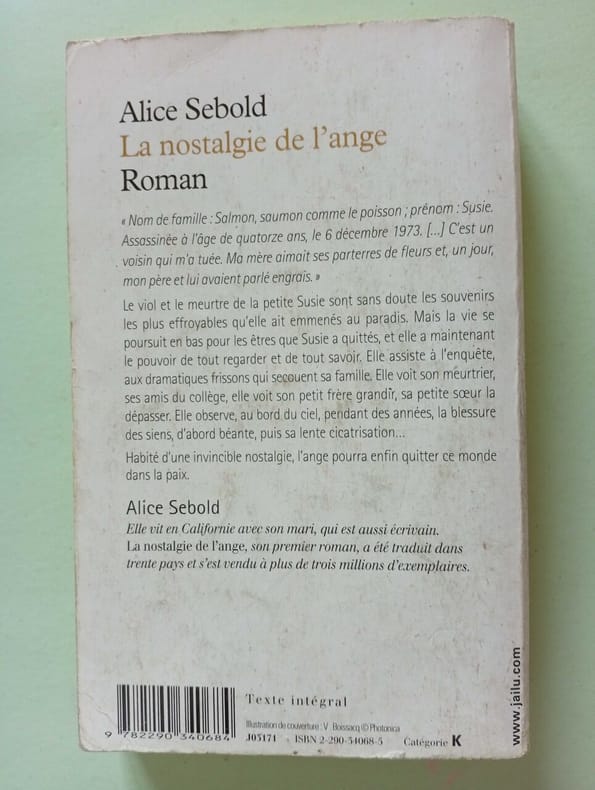 Alice Sebold
La nostalgie de l'ange
Roman
« Nom de famille : Salmon, saumon comme le poisson ; prénom : Susie.
Assassinée à l'âge de quatorze ans, le 6 décembre 1973. [...] C'est un
voisin qui m'a tuée. Ma mère aimait ses parterres de fleurs et, un jour,
mon père et lui avaient parlé engrais. »
Le viol et le meurtre de la petite Susie sont sans doute les souvenirs
les plus effroyables qu'elle ait emmenés au paradis. Mais la vie se
poursuit en bas pour les êtres que Susie a quittés, et elle a maintenant
le pouvoir de tout regarder et de tout savoir. Elle assiste à l'enquête,
aux dramatiques frissons qui secouent sa famille. Elle voit son meurtrier,
ses amis du collège, elle voit son petit frère grandir, sa petite sœur la
dépasser. Elle observe, au bord du ciel, pendant des années, la blessure
des siens, d'abord béante, puis sa lente cicatrisation...
Habité d'une invincible nostalgie, l'ange pourra enfin quitter ce monde
dans la paix.
Alice Sebold
Elle vit en Californie avec son mari, qui est aussi écrivain.
La nostalgie de l'ange, son premier roman, a été traduit dans
trente pays et s'est vendu à plus de trois millions d'exemplaires.
Texte intégral
Illustration de couverture : V. Boissacq © Photonica
J05171 ISBN 2-290-34068-5 Catégorie K
9 782290 340684
www.jailu.com